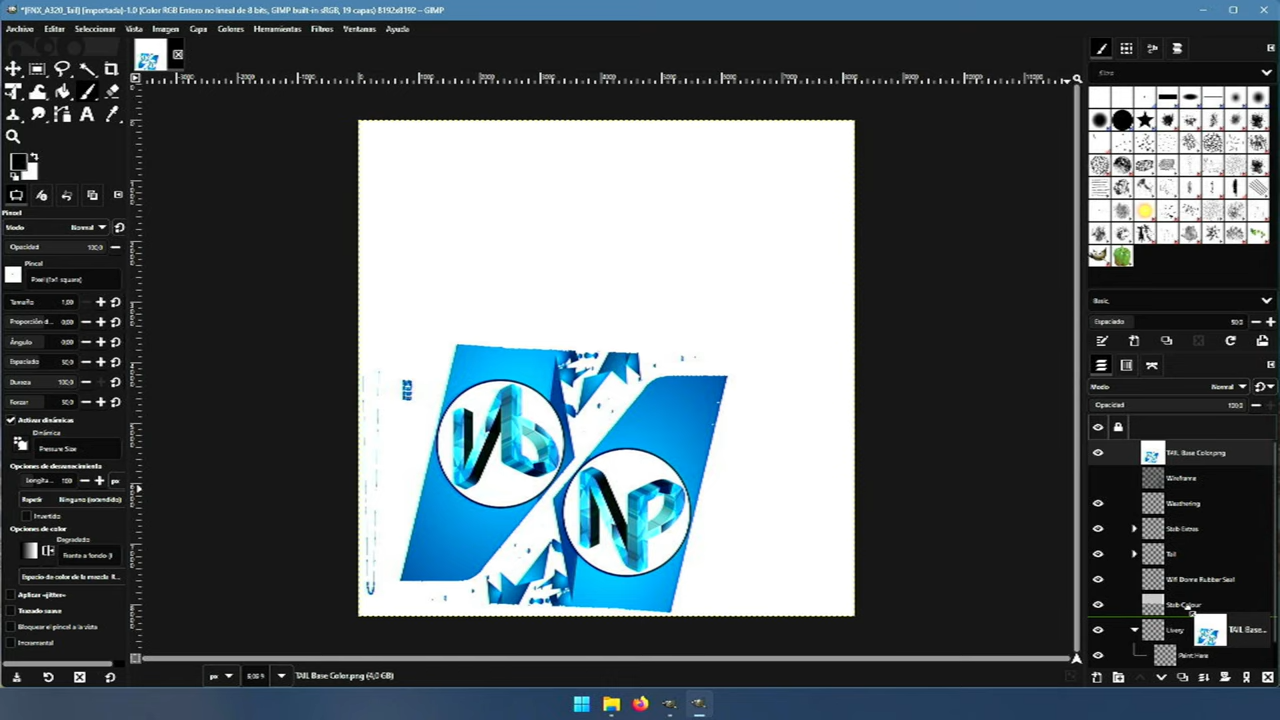 *[FNX_A320_Tail] (importada)-1.0 (Color RGB Entero no lineal de 8 bits, GIMP built-in sRGB, 19 capas) 8192x8192 – GIMP
Archivo Editar Seleccionar Vista Imagen Capa Colores Herramientas Filtros Ventanas Ayuda
Pincel
Modo Normal
Opacidad 100,0
Pincel
Pixel (1x1 square)
Tamaño 1,00
Proporción d... 0,00
Ángulo 0,00
Espaciado 50,0
Dureza 100,0
Forzar 50,0
Activar dinámicas
Dinámica
Pressure Size
Opciones de desvanecimiento
Longitu... 100 px
Repetir Ninguno (extendido)
Invertido
Opciones de color
Degradado
Frente a fondo (
Espacio de color de la mezcla R...
Aplicar «jitter»
Trazado suave
Bloquear el pincel a la vista
Incremental
Nb
NP
px
TAIL Base Color.png (4,0 GB)
Basic,
Espaciado 50,0
Modo Normal
Opacidad 100,0
TAIL Base Color.png
Wireframe
Weathering
Stab Extras
Tail
Wifi Dome Rubber Seal
Stab Colour
Livery
TAIL Base...
Paint Here